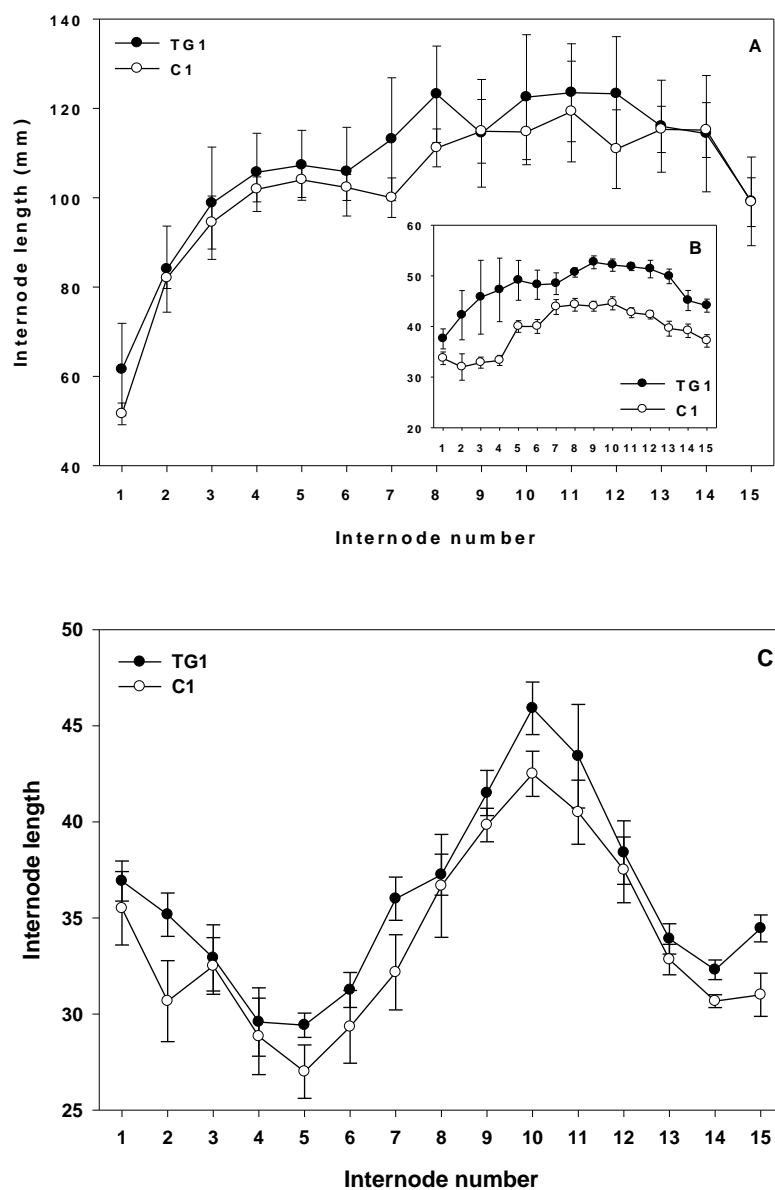 140
120
100
80
60
40
Internode length (mm)
TG1
C1
A
60
50
40
30
20
B
TG1
C1
1 2 3 4 5 6 7 8 9 10 11 12 13 14 15
1 2 3 4 5 6 7 8 9 10 11 12 13 14 15
Internode number
50
45
40
35
30
25
Internode length
TG1
C1
C
1 2 3 4 5 6 7 8 9 10 11 12 13 14 15
Internode number